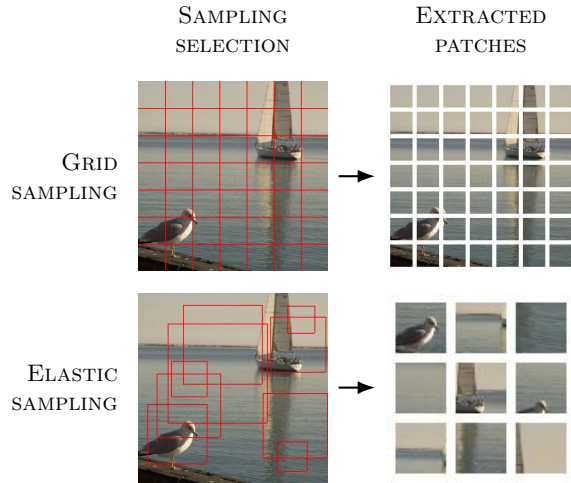 SAMPLING
SELECTION
EXTRACTED
PATCHES
GRID
SAMPLING
ELASTIC
SAMPLING